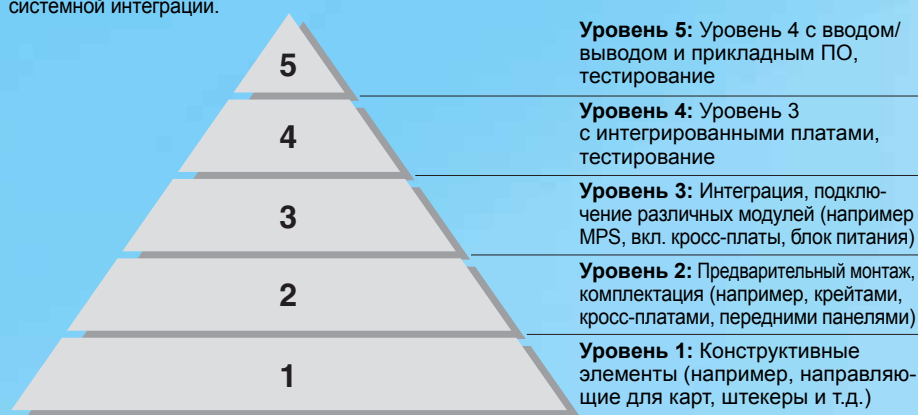 системной интеграции.
5
Уровень 5: Уровень 4 с вводом/
выводом и прикладным ПО,
тестирование
4
Уровень 4: Уровень 3
с интегрированными платами,
тестирование
3
Уровень 3: Интеграция, подклю-
чение различных модулей (например
MPS, вкл. кросс-платы, блок питания)
2
Уровень 2: Предварительный монтаж,
комплектация (например, крейтами,
кросс-платами, передними панелями)
1
Уровень 1: Конструктивные
элементы (например, направляю-
щие для карт, штекеры и т.д.)